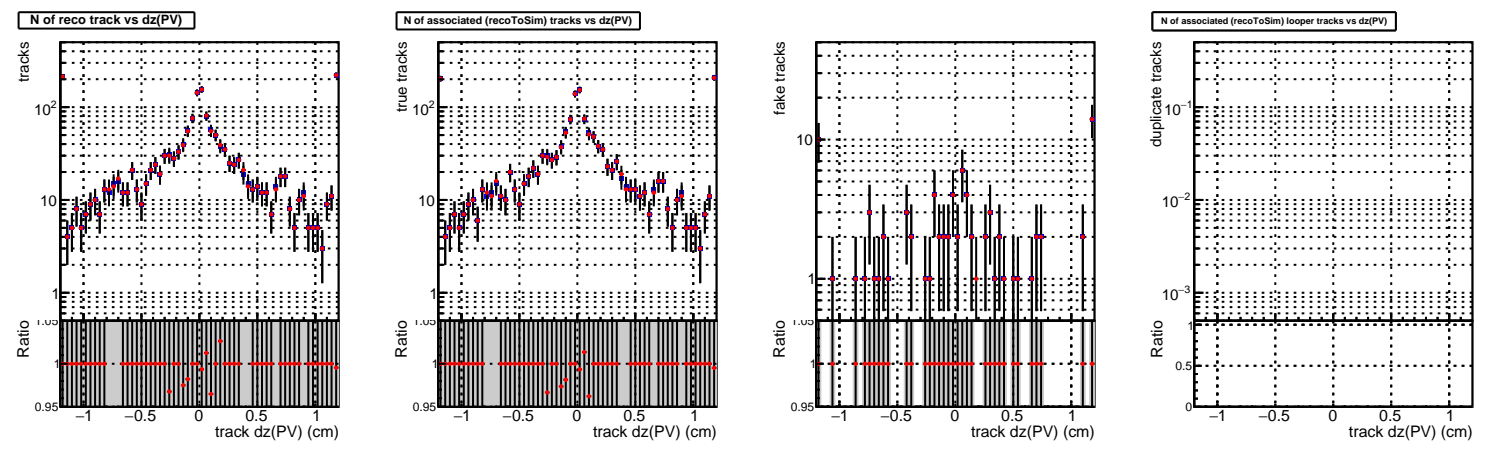 N of reco track vs dz(PV)
tracks
10²
10
1
1.05
Ratio
1
0.95
−1 −0.5 0 0.5 1
track dz(PV) (cm)
N of associated (recoToSim) tracks vs dz(PV)
true tracks
10²
10
1
1.05
Ratio
1
0.95
−1 −0.5 0 0.5 1
track dz(PV) (cm)
fake tracks
10
1
1.05
Ratio
1
0.95
−1 −0.5 0 0.5 1
track dz(PV) (cm)
N of associated (recoToSim) looper tracks vs dz(PV)
duplicate tracks
10⁻¹
10⁻²
10⁻³
Ratio
1
0.5
0
−1 −0.5 0 0.5 1
track dz(PV) (cm)